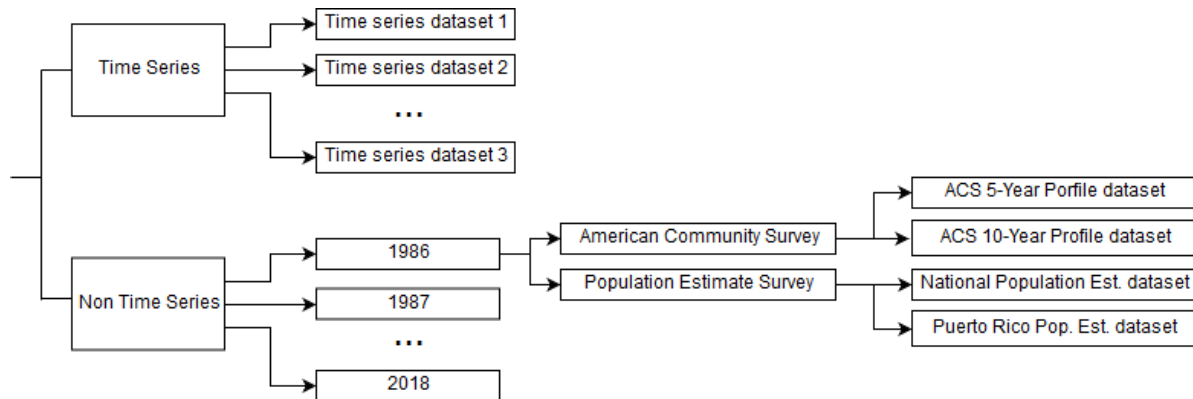 Time Series
Time series dataset 1
Time series dataset 2
...
Time series dataset 3
Non Time Series
1986
1987
...
2018
American Community Survey
Population Estimate Survey
ACS 5-Year Porfile dataset
ACS 10-Year Profile dataset
National Population Est. dataset
Puerto Rico Pop. Est. dataset